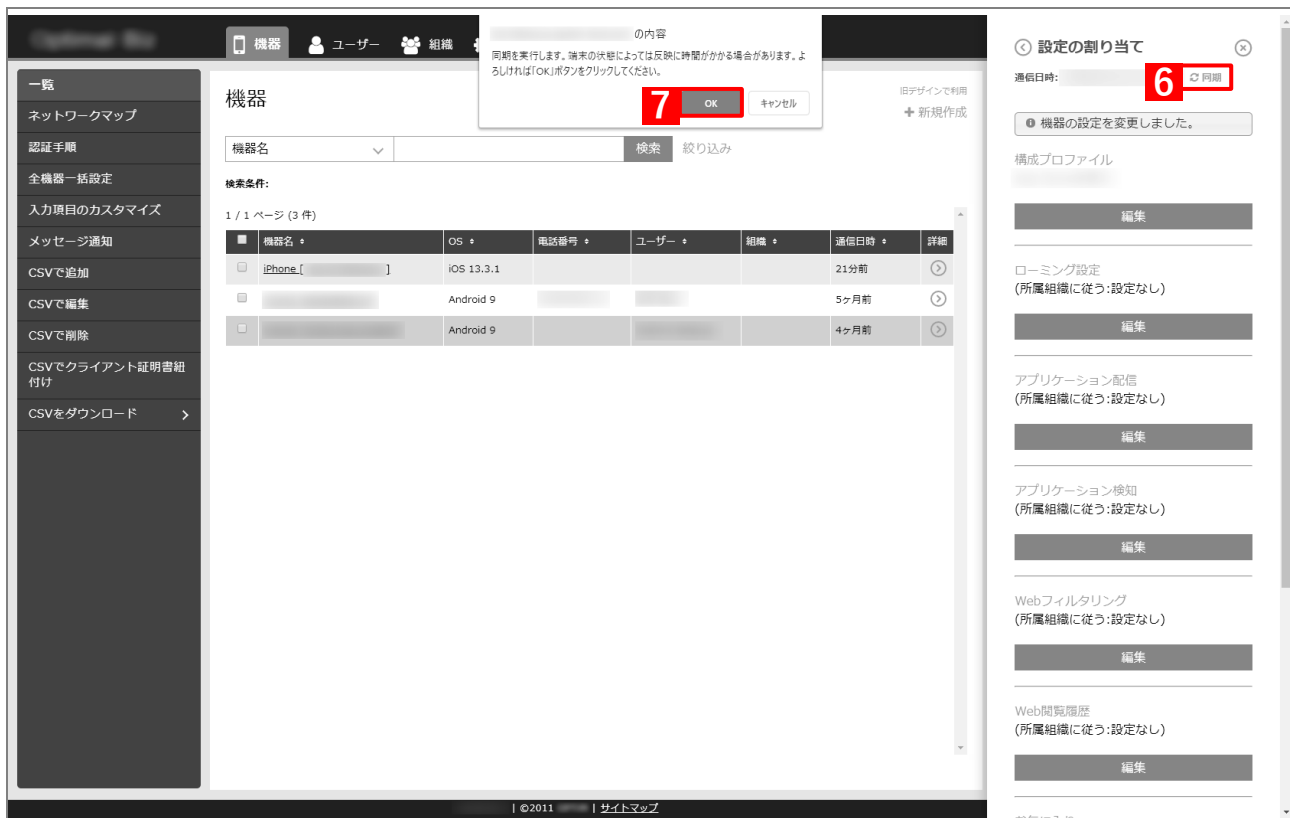 機器
ユーザー
組織
の内容
同期を実行します。端末の状態によっては反映に時間がかかる場合があります。よ
ろしければ「OK」ボタンをクリックしてください。
7
OK
キャンセル
一覧
ネットワークマップ
認証手順
全機器一括設定
入力項目のカスタマイズ
メッセージ通知
CSVで追加
CSVで編集
CSVで削除
CSVでクライアント証明書紐
付け
CSVをダウンロード
機器
旧デザインで利用
新規作成
機器名
検索
絞り込み
検索条件:
1 / 1 ページ (3 件)
機器名 OS 電話番号 ユーザー 組織 通信日時 詳細
iPhone [ ] iOS 13.3.1 21分前
Android 9 5ヶ月前
Android 9 4ヶ月前
設定の割り当て
通信日時:
6
同期
機器の設定を変更しました。
構成プロファイル
編集
ローミング設定
(所属組織に従う:設定なし)
編集
アプリケーション配信
(所属組織に従う:設定なし)
編集
アプリケーション検知
(所属組織に従う:設定なし)
編集
Webフィルタリング
(所属組織に従う:設定なし)
編集
Web閲覧履歴
(所属組織に従う:設定なし)
編集
| ©2011 | サイトマップ